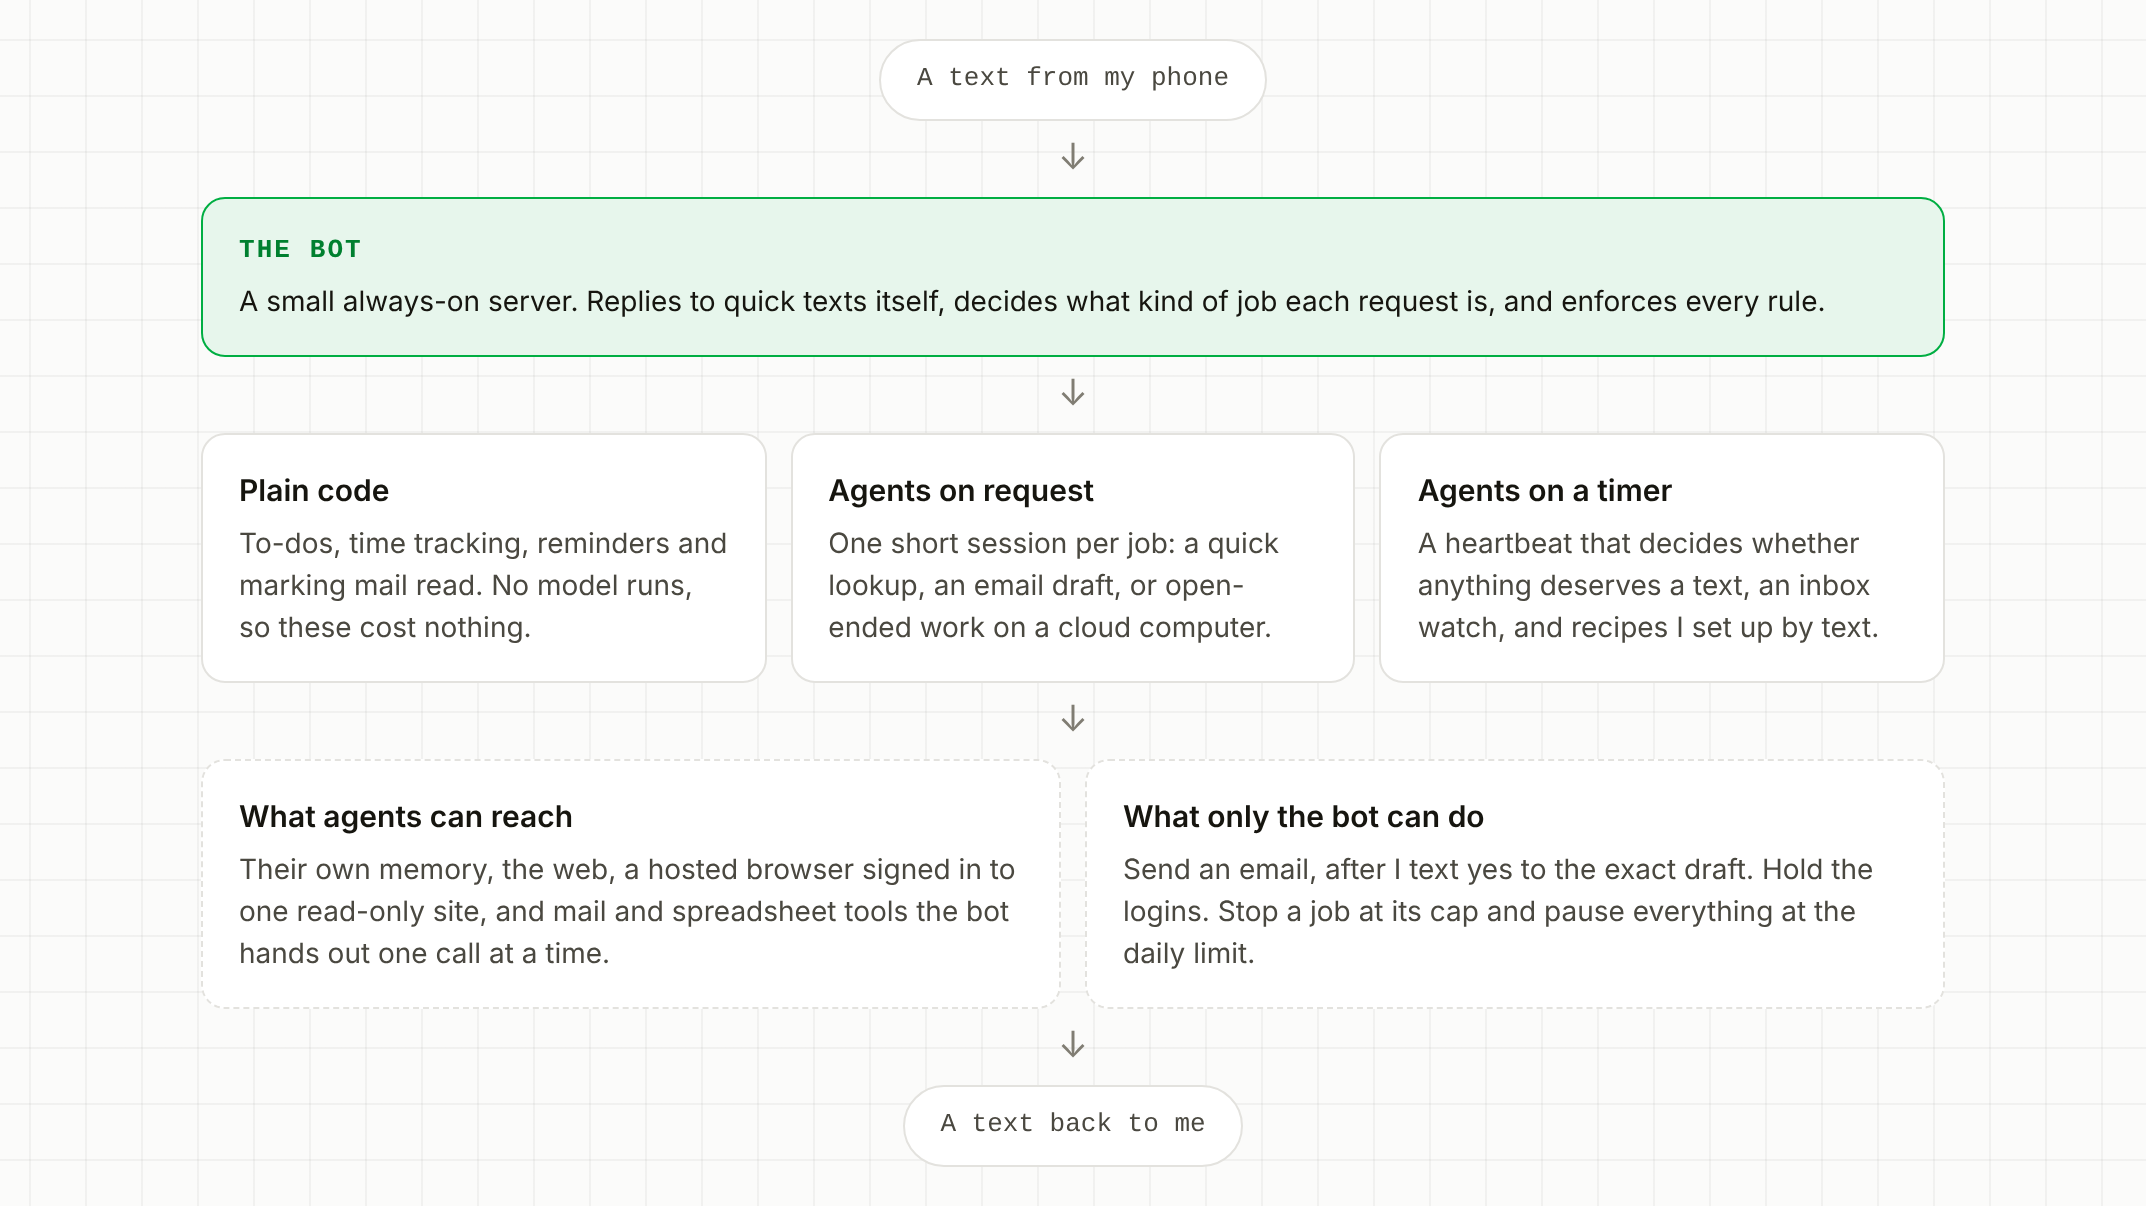 A text from my phone
THE BOT
A small always-on server. Replies to quick texts itself, decides what kind of job each request is, and enforces every rule.
Plain code
To-dos, time tracking, reminders and
marking mail read. No model runs,
so these cost nothing.
Agents on request
One short session per job: a quick
lookup, an email draft, or open-
ended work on a cloud computer.
Agents on a timer
A heartbeat that decides whether
anything deserves a text, an inbox
watch, and recipes I set up by text.
What agents can reach
Their own memory, the web, a hosted browser signed in to
one read-only site, and mail and spreadsheet tools the bot
hands out one call at a time.
What only the bot can do
Send an email, after I text yes to the exact draft. Hold the
logins. Stop a job at its cap and pause everything at the
daily limit.
A text back to me